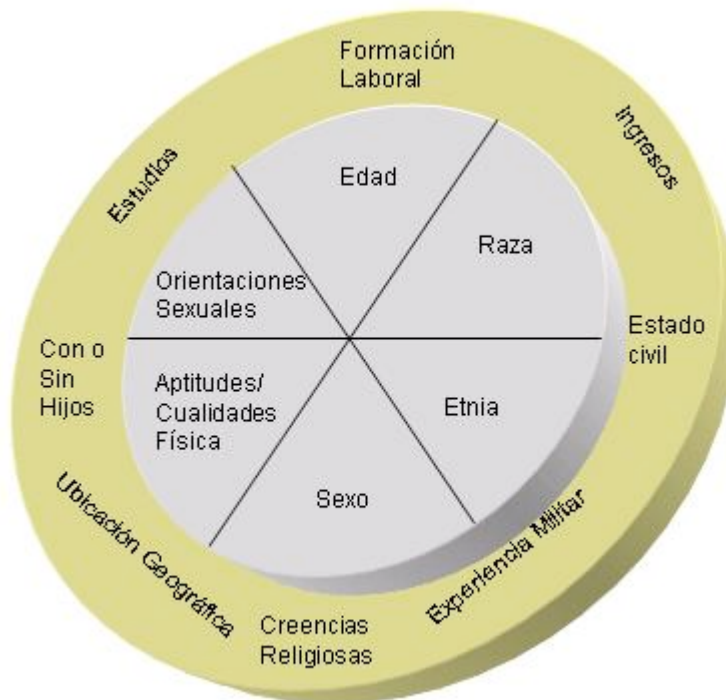 Formación
Laboral
Ingresos
Estudios
Edad
Raza
Orientaciones
Sexuales
Estado
civil
Con o
Sin
Hijos
Aptitudes/
Cualidades
Física
Etnia
Sexo
Ubicación Geográfica
Experiencia Militar
Creencias
Religiosas